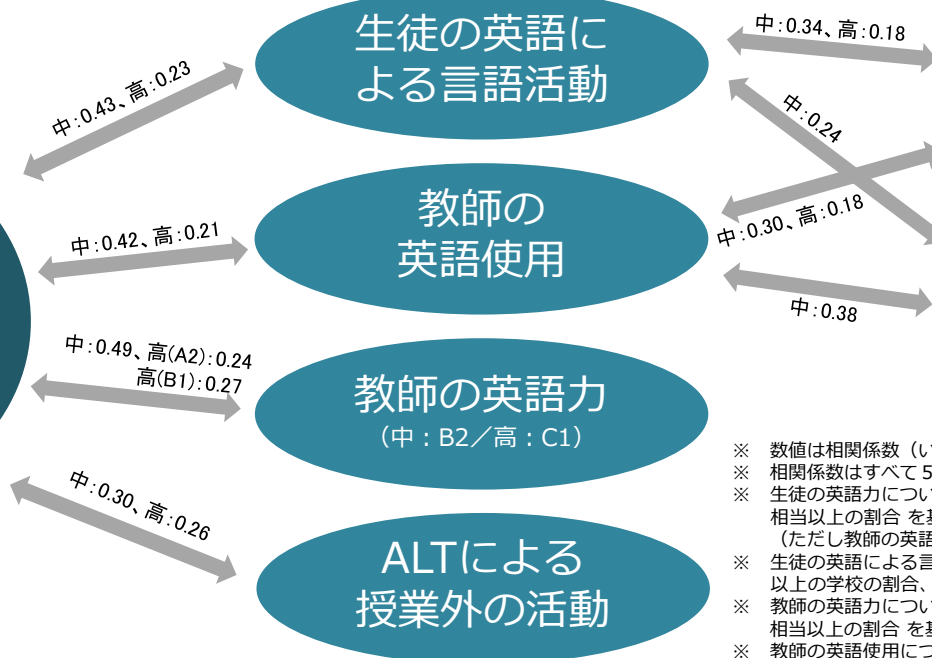 中：0.43、高：0.23
生徒の英語に
よる言語活動
中：0.34、高：0.18
中：0.24
中：0.42、高：0.21
教師の
英語使用
中：0.30、高：0.18
中：0.38
中：0.49、高(A2)：0.24
高(B1)：0.27
教師の英語力
（中：B2／高：C1）
中：0.30、高：0.26
ALTによる
授業外の活動
※　数値は相関係数（い
※　相関係数はすべて５
※　生徒の英語力につい
相当以上の割合 を基
（ただし教師の英語
※　生徒の英語による言
以上の学校の割合、
※　教師の英語力につい
相当以上の割合 を基
※　教師の英語使用につ